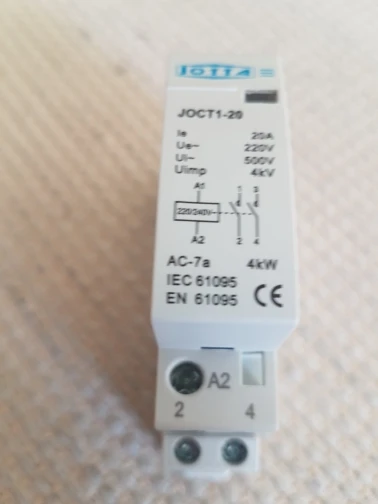 JOTTA
JOCT1-20
Ie 20A
Ue~ 220V
Ui~ 500V
Uimp 4kV
A1 1 3
220/240V~
A2 2 4
AC-7a 4kW
IEC 61095
EN 61095 CE
A2
2 4